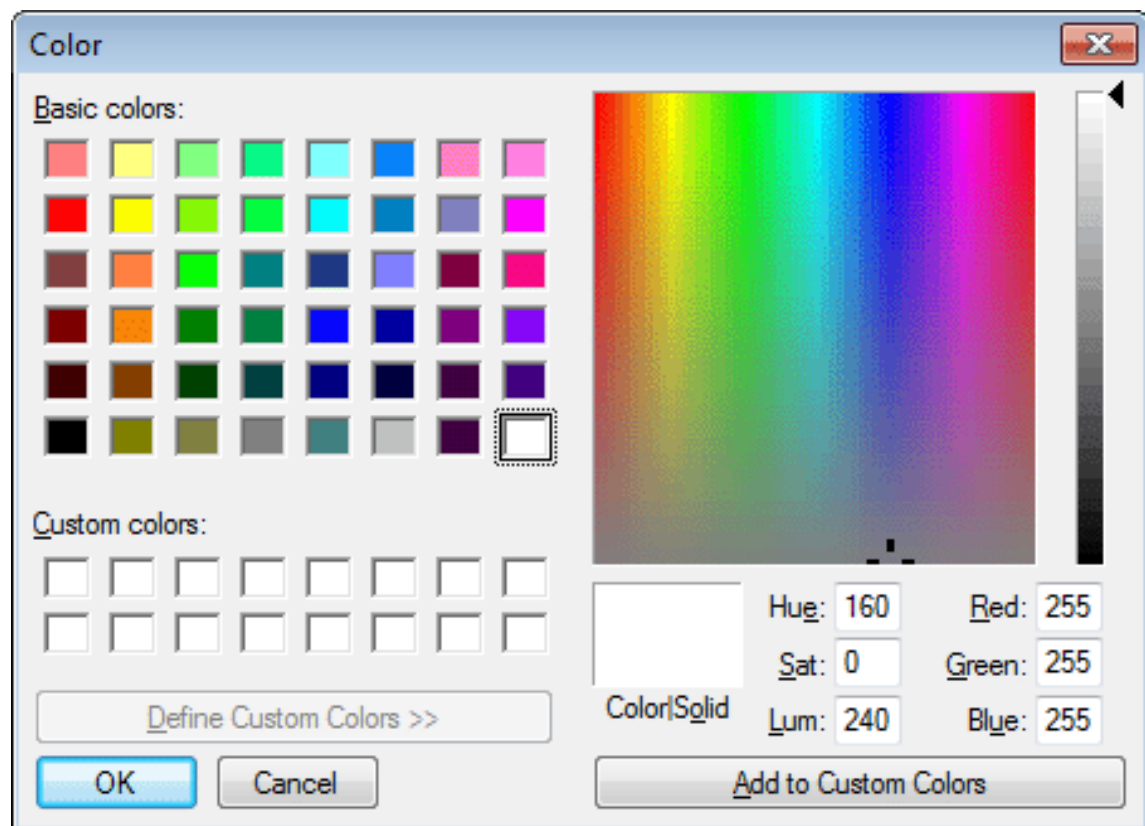 Color
Basic colors:
Custom colors:
Define Custom Colors >>
OK
Cancel
Color|Solid
Hue: 160
Sat: 0
Lum: 240
Red: 255
Green: 255
Blue: 255
Add to Custom Colors